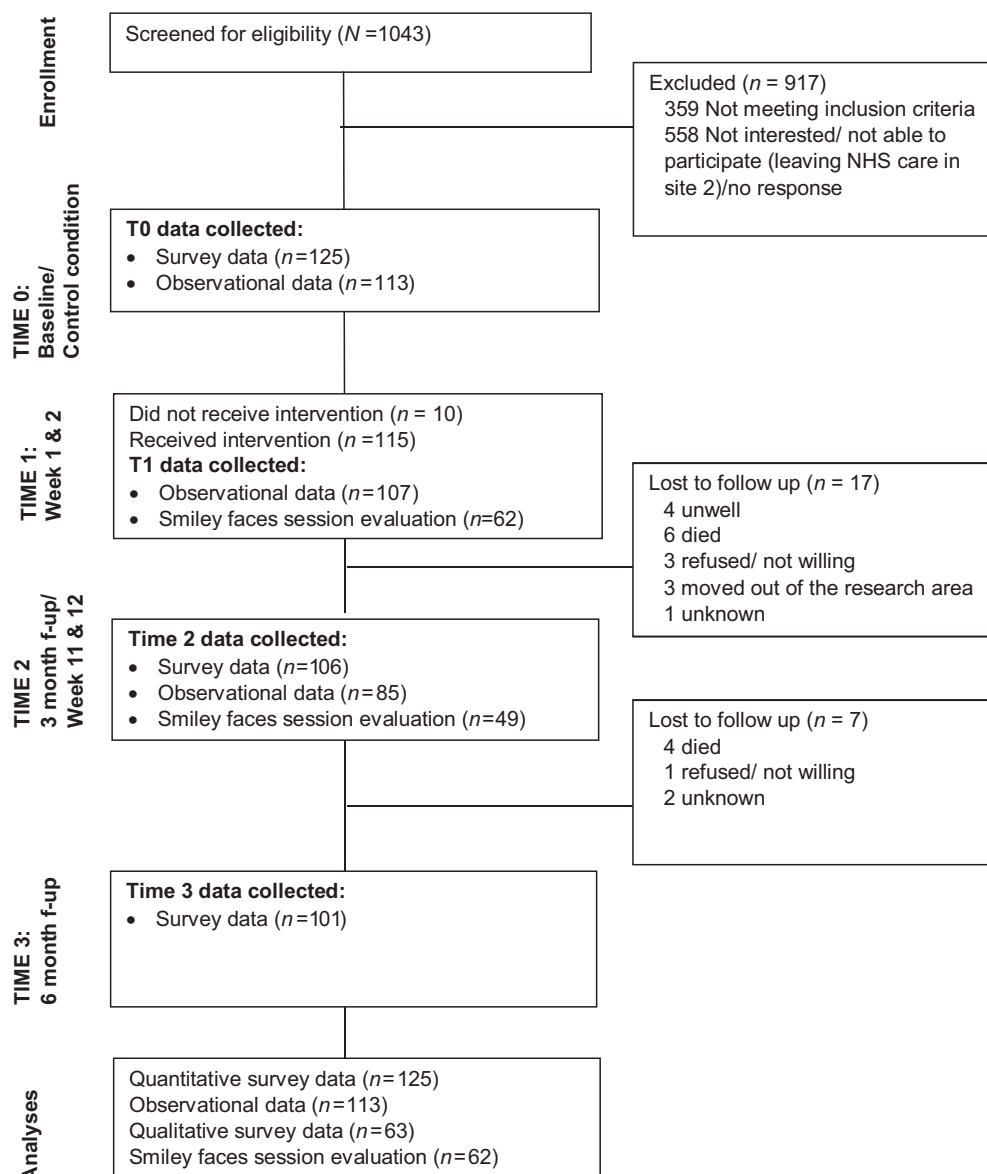 Enrollment
Screened for eligibility (N =1043)
Excluded (n = 917)
359 Not meeting inclusion criteria
558 Not interested/ not able to
participate (leaving NHS care in
site 2)/no response
TIME 0:
Baseline/
Control condition
T0 data collected:
• Survey data (n=125)
• Observational data (n=113)
TIME 1:
Week 1 & 2
Did not receive intervention (n = 10)
Received intervention (n =115)
T1 data collected:
• Observational data (n=107)
• Smiley faces session evaluation (n=62)
Lost to follow up (n = 17)
4 unwell
6 died
3 refused/ not willing
3 moved out of the research area
1 unknown
TIME 2
3 month f-up/
Week 11 & 12
Time 2 data collected:
• Survey data (n=106)
• Observational data (n=85)
• Smiley faces session evaluation (n=49)
Lost to follow up (n = 7)
4 died
1 refused/ not willing
2 unknown
TIME 3:
6 month f-up
Time 3 data collected:
• Survey data (n=101)
Analyses
Quantitative survey data (n=125)
Observational data (n=113)
Qualitative survey data (n=63)
Smiley faces session evaluation (n=62)